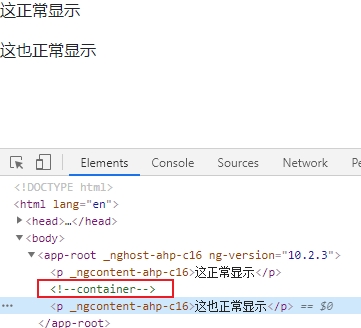 这正常显示
这也正常显示
Elements Console Sources Network
<!DOCTYPE html>
<html lang="en">
<head>…</head>
<body>
<app-root _nghost-ahp-c16 ng-version="10.2.3">
<p _ngcontent-ahp-c16>这正常显示</p>
<!--container-->
<p _ngcontent-ahp-c16>这也正常显示</p> == $0
</app-root>